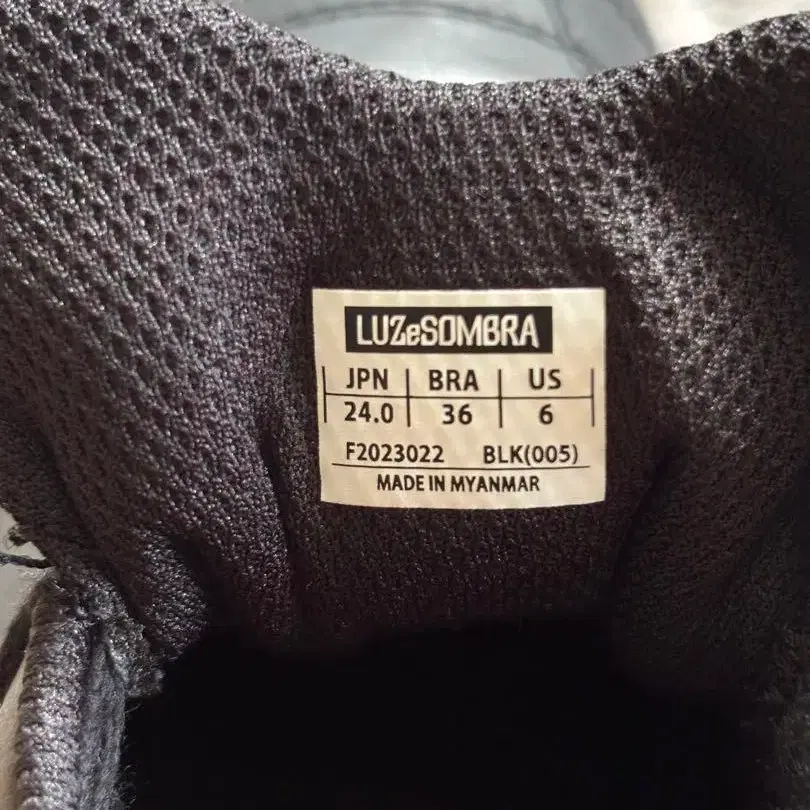 LUZeSOMBRA
JPN BRA US
24.0 36 6
F2023022 BLK(005)
MADE IN MYANMAR